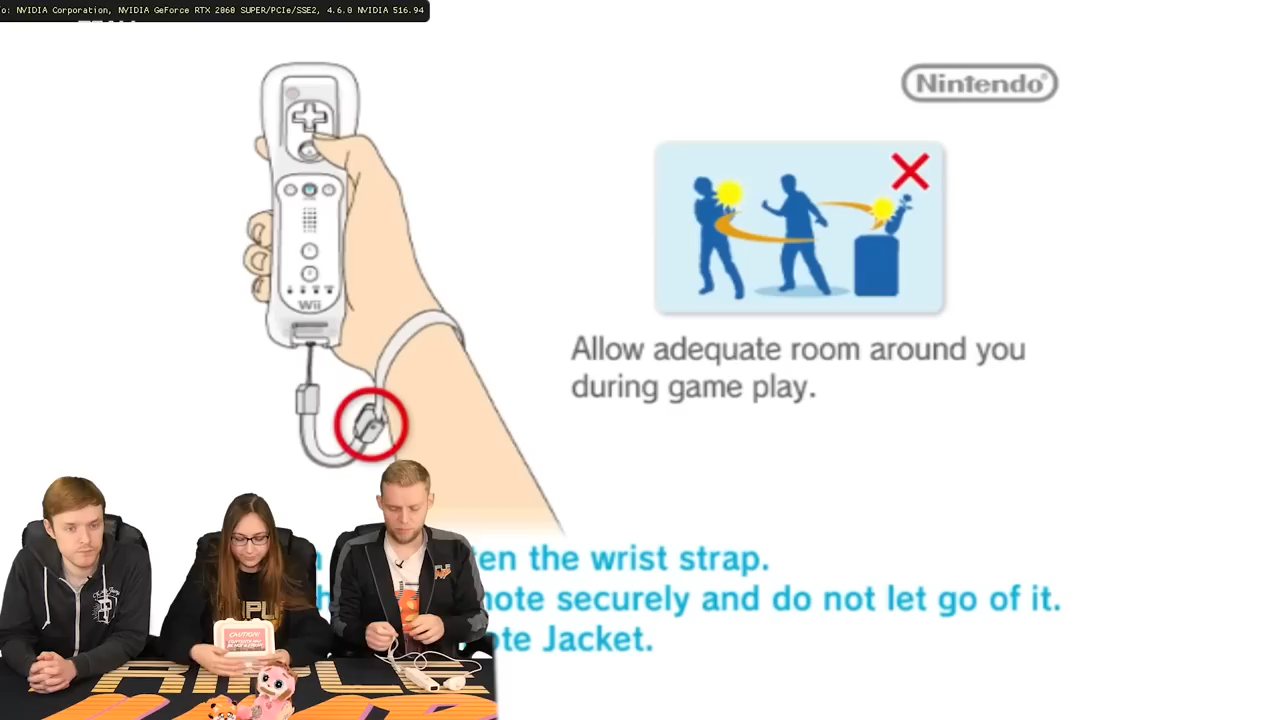 o: NVIDIA Corporation, NVIDIA GeForce RTX 2060 SUPER/PCIe/SSE2, 4.6.0 NVIDIA 516.94
Nintendo®
Wii
Allow adequate room around you
during game play.
ten the wrist strap.
mote securely and do not let go of it.
ote Jacket.
CAUTION!